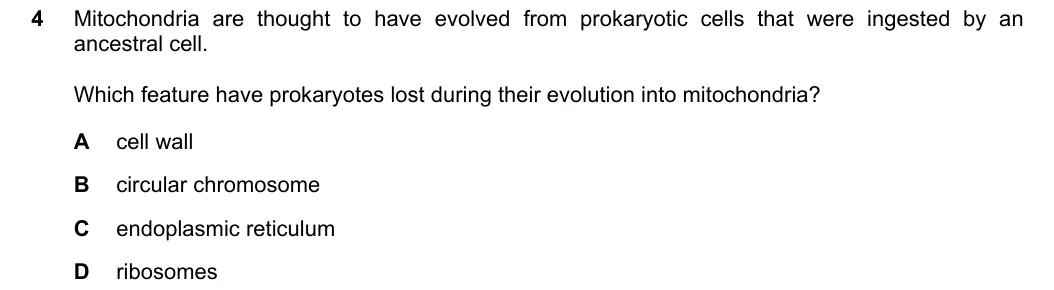 4 Mitochondria are thought to have evolved from prokaryotic cells that were ingested by an
ancestral cell.
Which feature have prokaryotes lost during their evolution into mitochondria?
A cell wall
B circular chromosome
C endoplasmic reticulum
D ribosomes